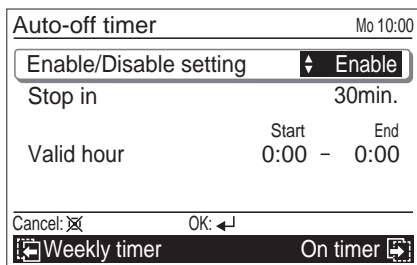 Auto-off timer Mo 10:00
Enable/Disable setting Enable
Stop in 30min.
Start End
Valid hour 0:00 – 0:00
Cancel: OK:
Weekly timer On timer